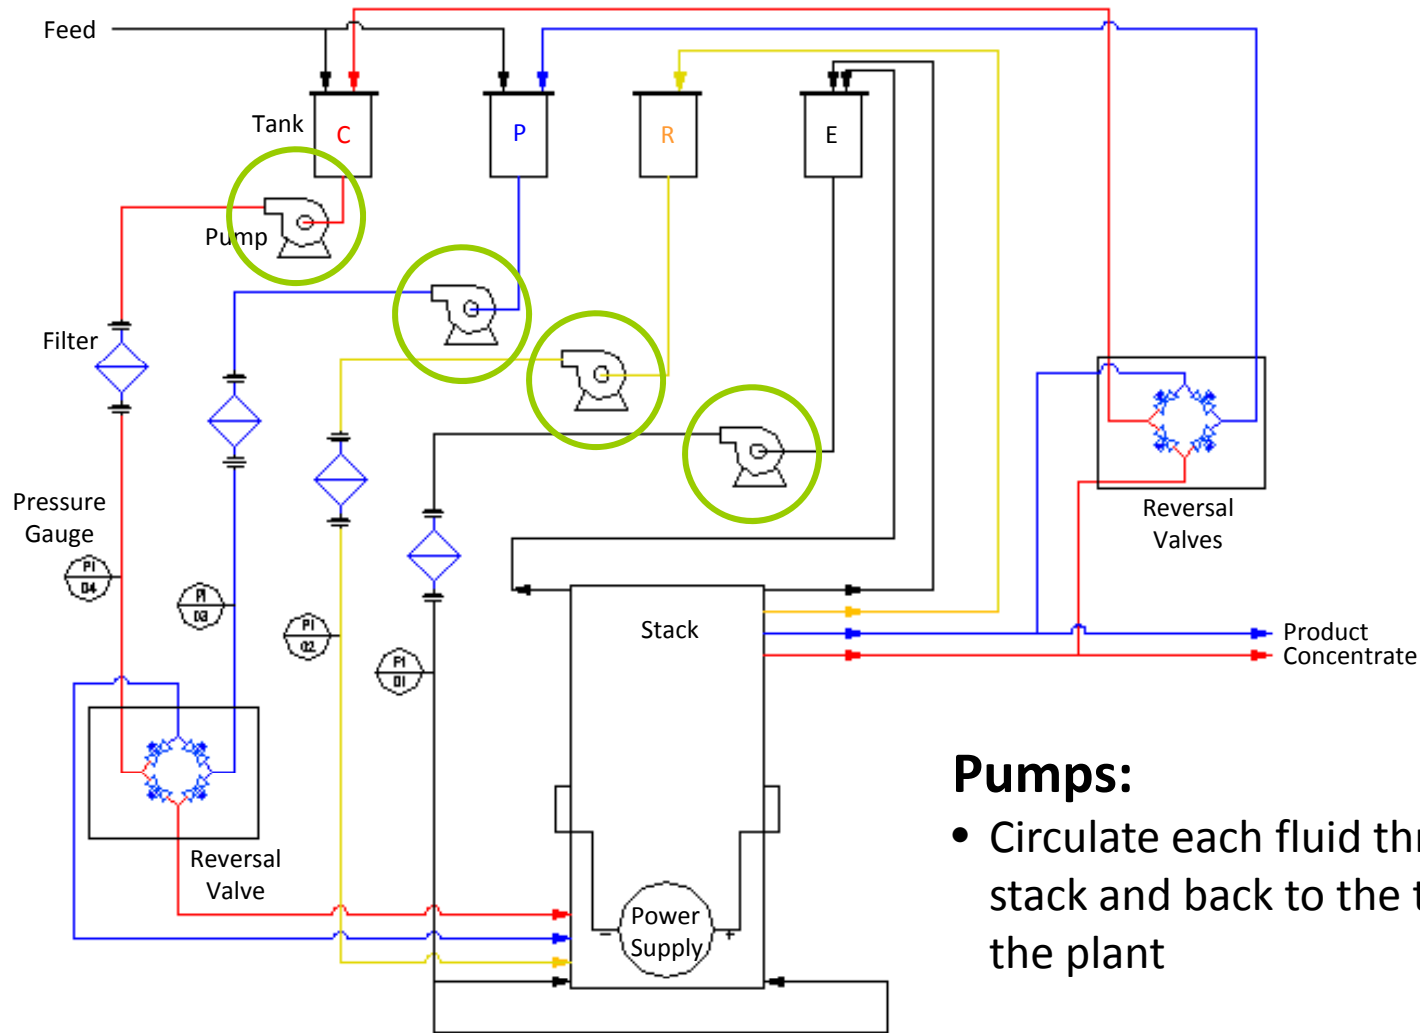 Feed
Tank
C
P
R
E
Pump
Filter
Pressure
Gauge
PI
04
PI
03
PI
02
PI
01
Reversal
Valves
Stack
Product
Concentrate
Reversal
Valve
Power
Supply
−
+
Pumps:
• Circulate each fluid
stack and back to the
the plant